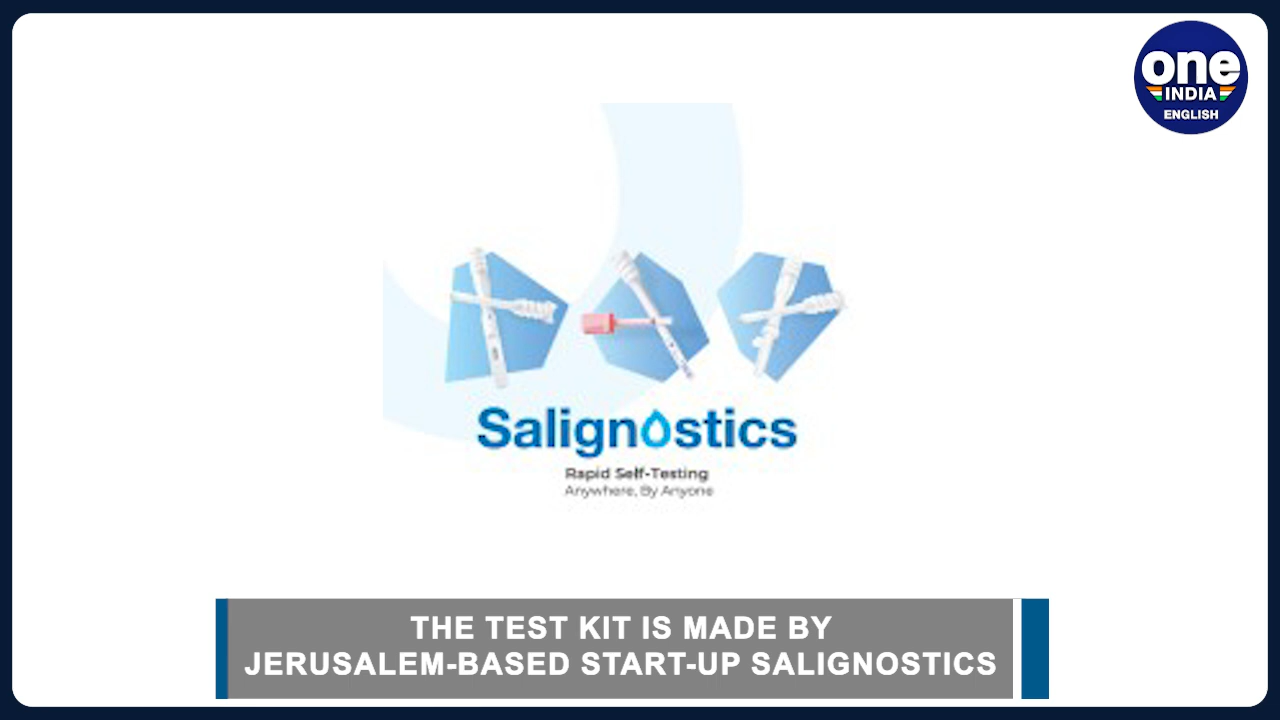 one
INDIA
ENGLISH
Salignostics
Rapid Self-Testing
Anywhere, By Anyone
THE TEST KIT IS MADE BY
JERUSALEM-BASED START-UP SALIGNOSTICS